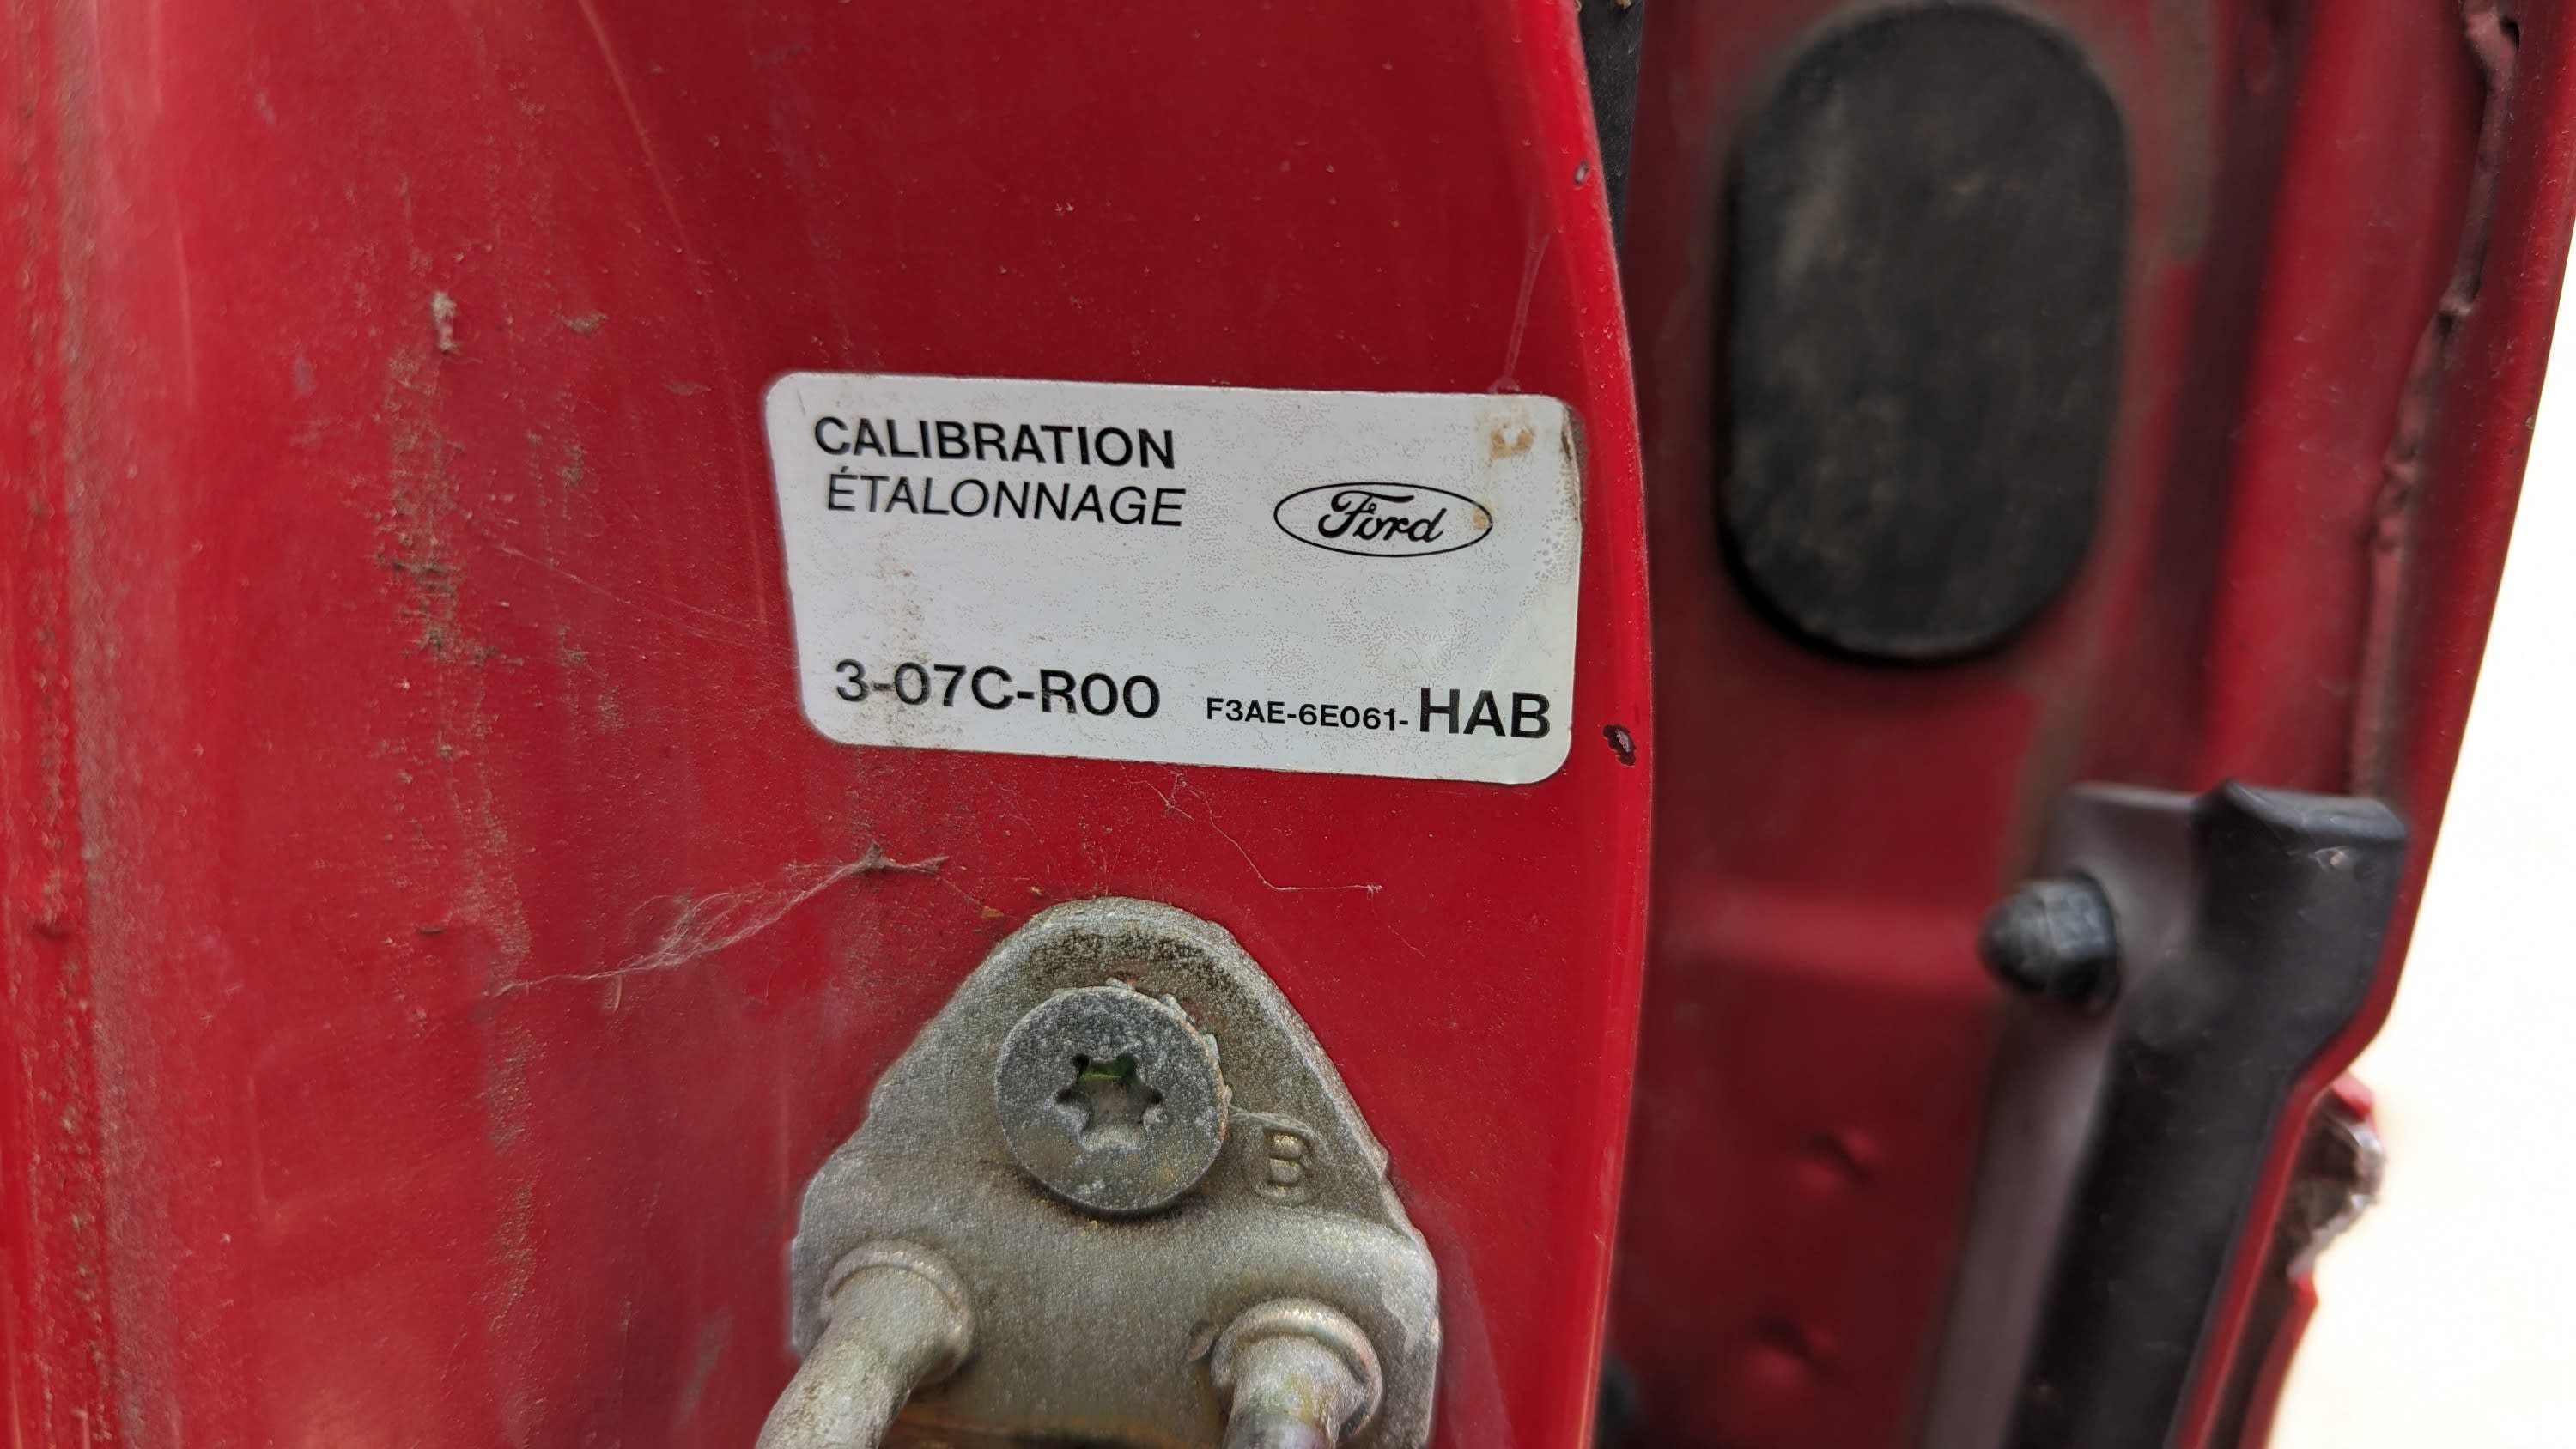 CALIBRATION
ÉTALONNAGE
Ford
3-07C-R00 F3AE-6E061-HAB
B